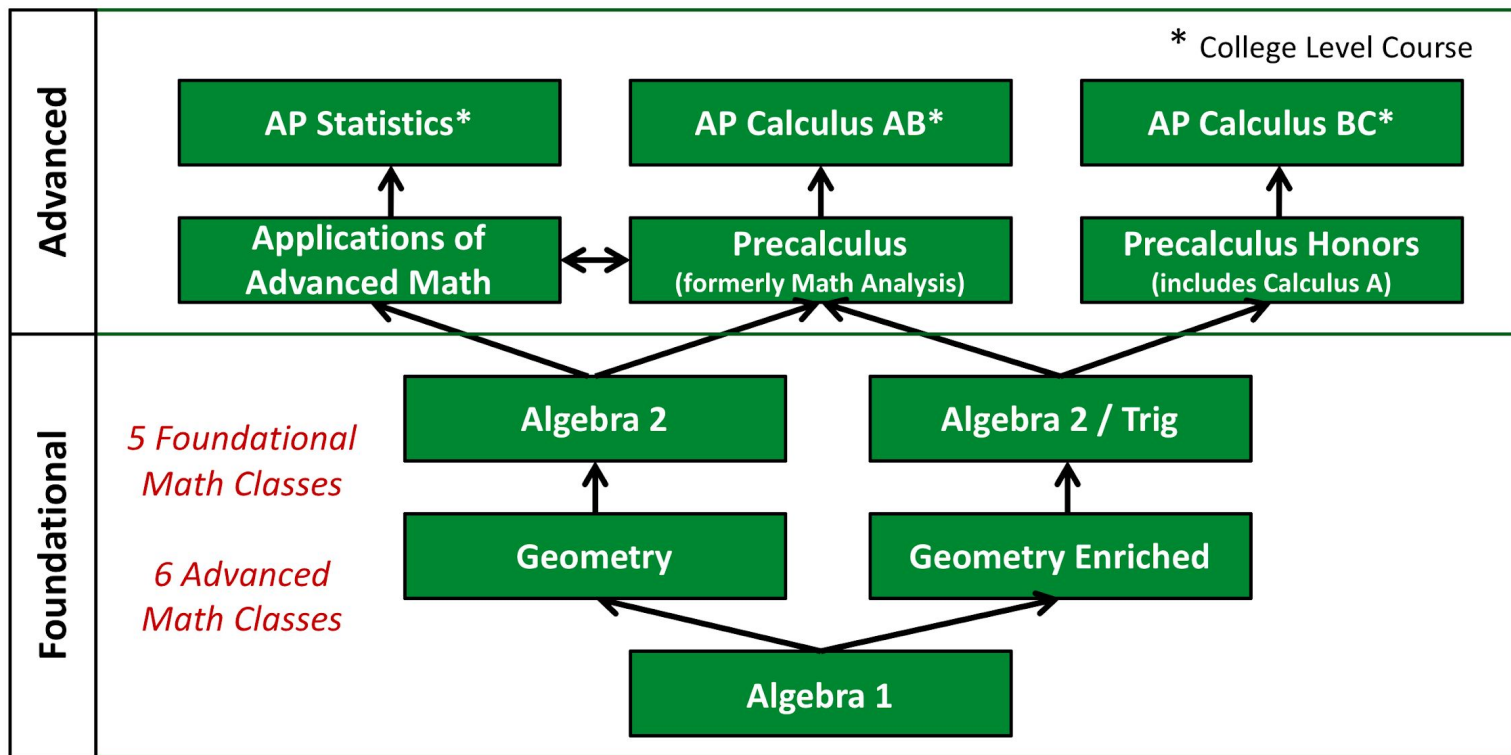 Advanced
* College Level Course
AP Statistics*
AP Calculus AB*
AP Calculus BC*
Applications of
Advanced Math
Precalculus
(formerly Math Analysis)
Precalculus Honors
(includes Calculus A)
Foundational
5 Foundational
Math Classes
6 Advanced
Math Classes
Algebra 2
Algebra 2 / Trig
Geometry
Geometry Enriched
Algebra 1